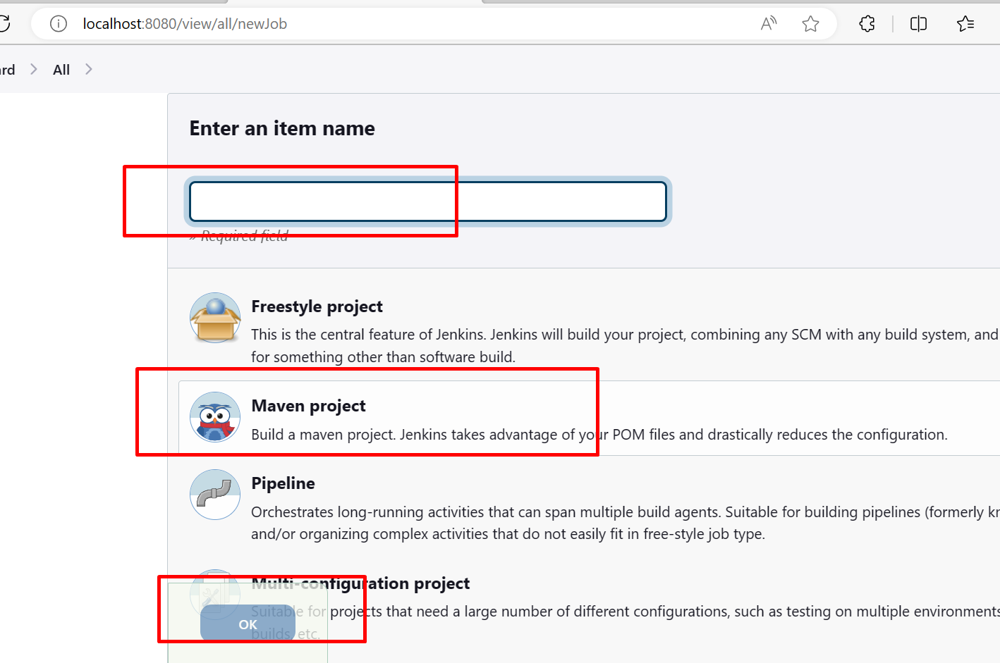 localhost:8080/view/all/newJob
rd
All
Enter an item name
» Required field
Freestyle project
This is the central feature of Jenkins. Jenkins will build your project, combining any SCM with any build system, and
for something other than software build.
Maven project
Build a maven project. Jenkins takes advantage of your POM files and drastically reduces the configuration.
Pipeline
Orchestrates long-running activities that can span multiple build agents. Suitable for building pipelines (formerly kn
and/or organizing complex activities that do not easily fit in free-style job type.
Multi-configuration project
Suitable for projects that need a large number of different configurations, such as testing on multiple environments
OK
builds, etc.